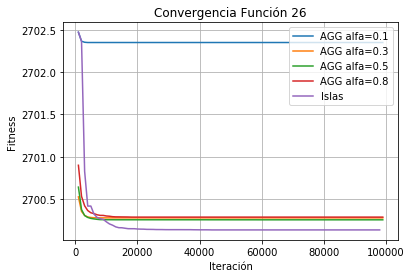 Convergencia Función 26
2702.5
2702.0
2701.5
2701.0
2700.5
Fitness
AGG alfa=0.1
AGG alfa=0.3
AGG alfa=0.5
AGG alfa=0.8
Islas
0 20000 40000 60000 80000 100000
Iteración